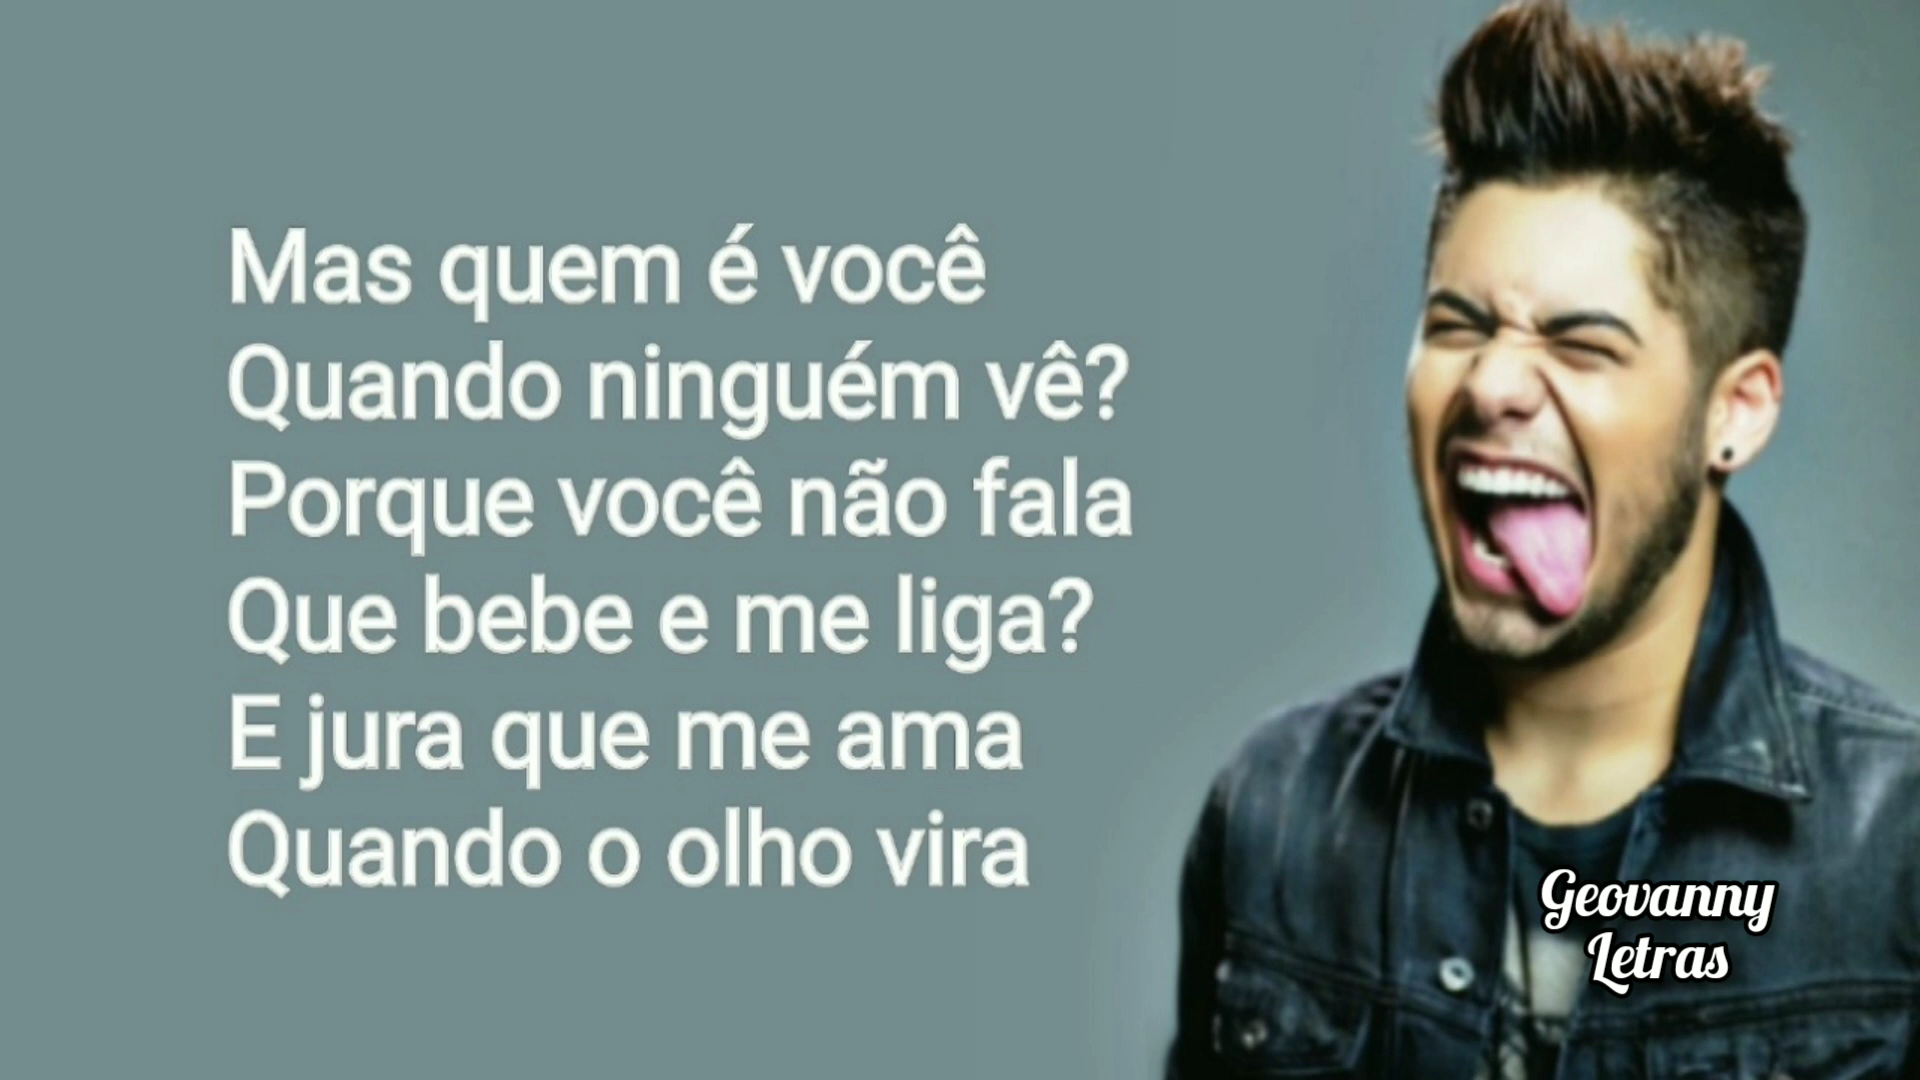 Mas quem é você
Quando ninguém vê?
Porque você não fala
Que bebe e me liga?
E jura que me ama
Quando o olho vira
Geovanny
Letras